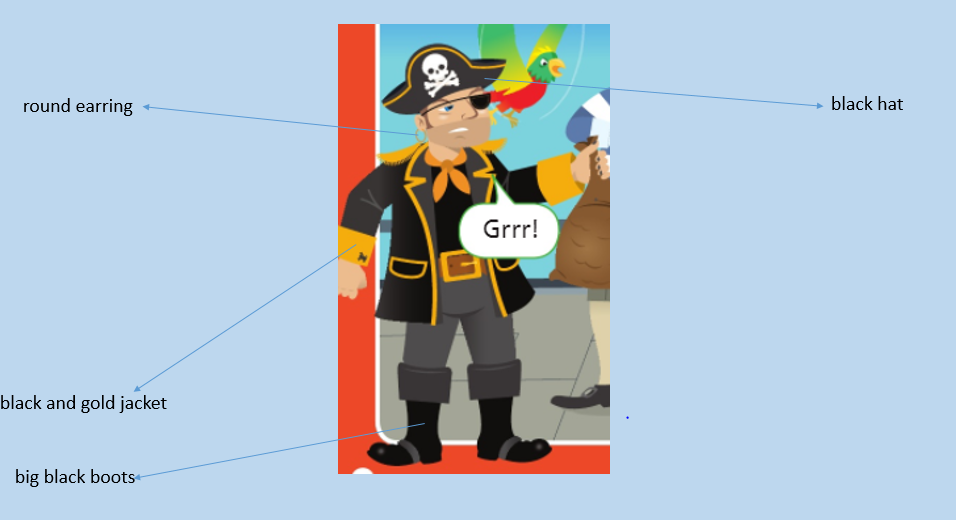 round earring
black hat
Grrr!
black and gold jacket
big black boots